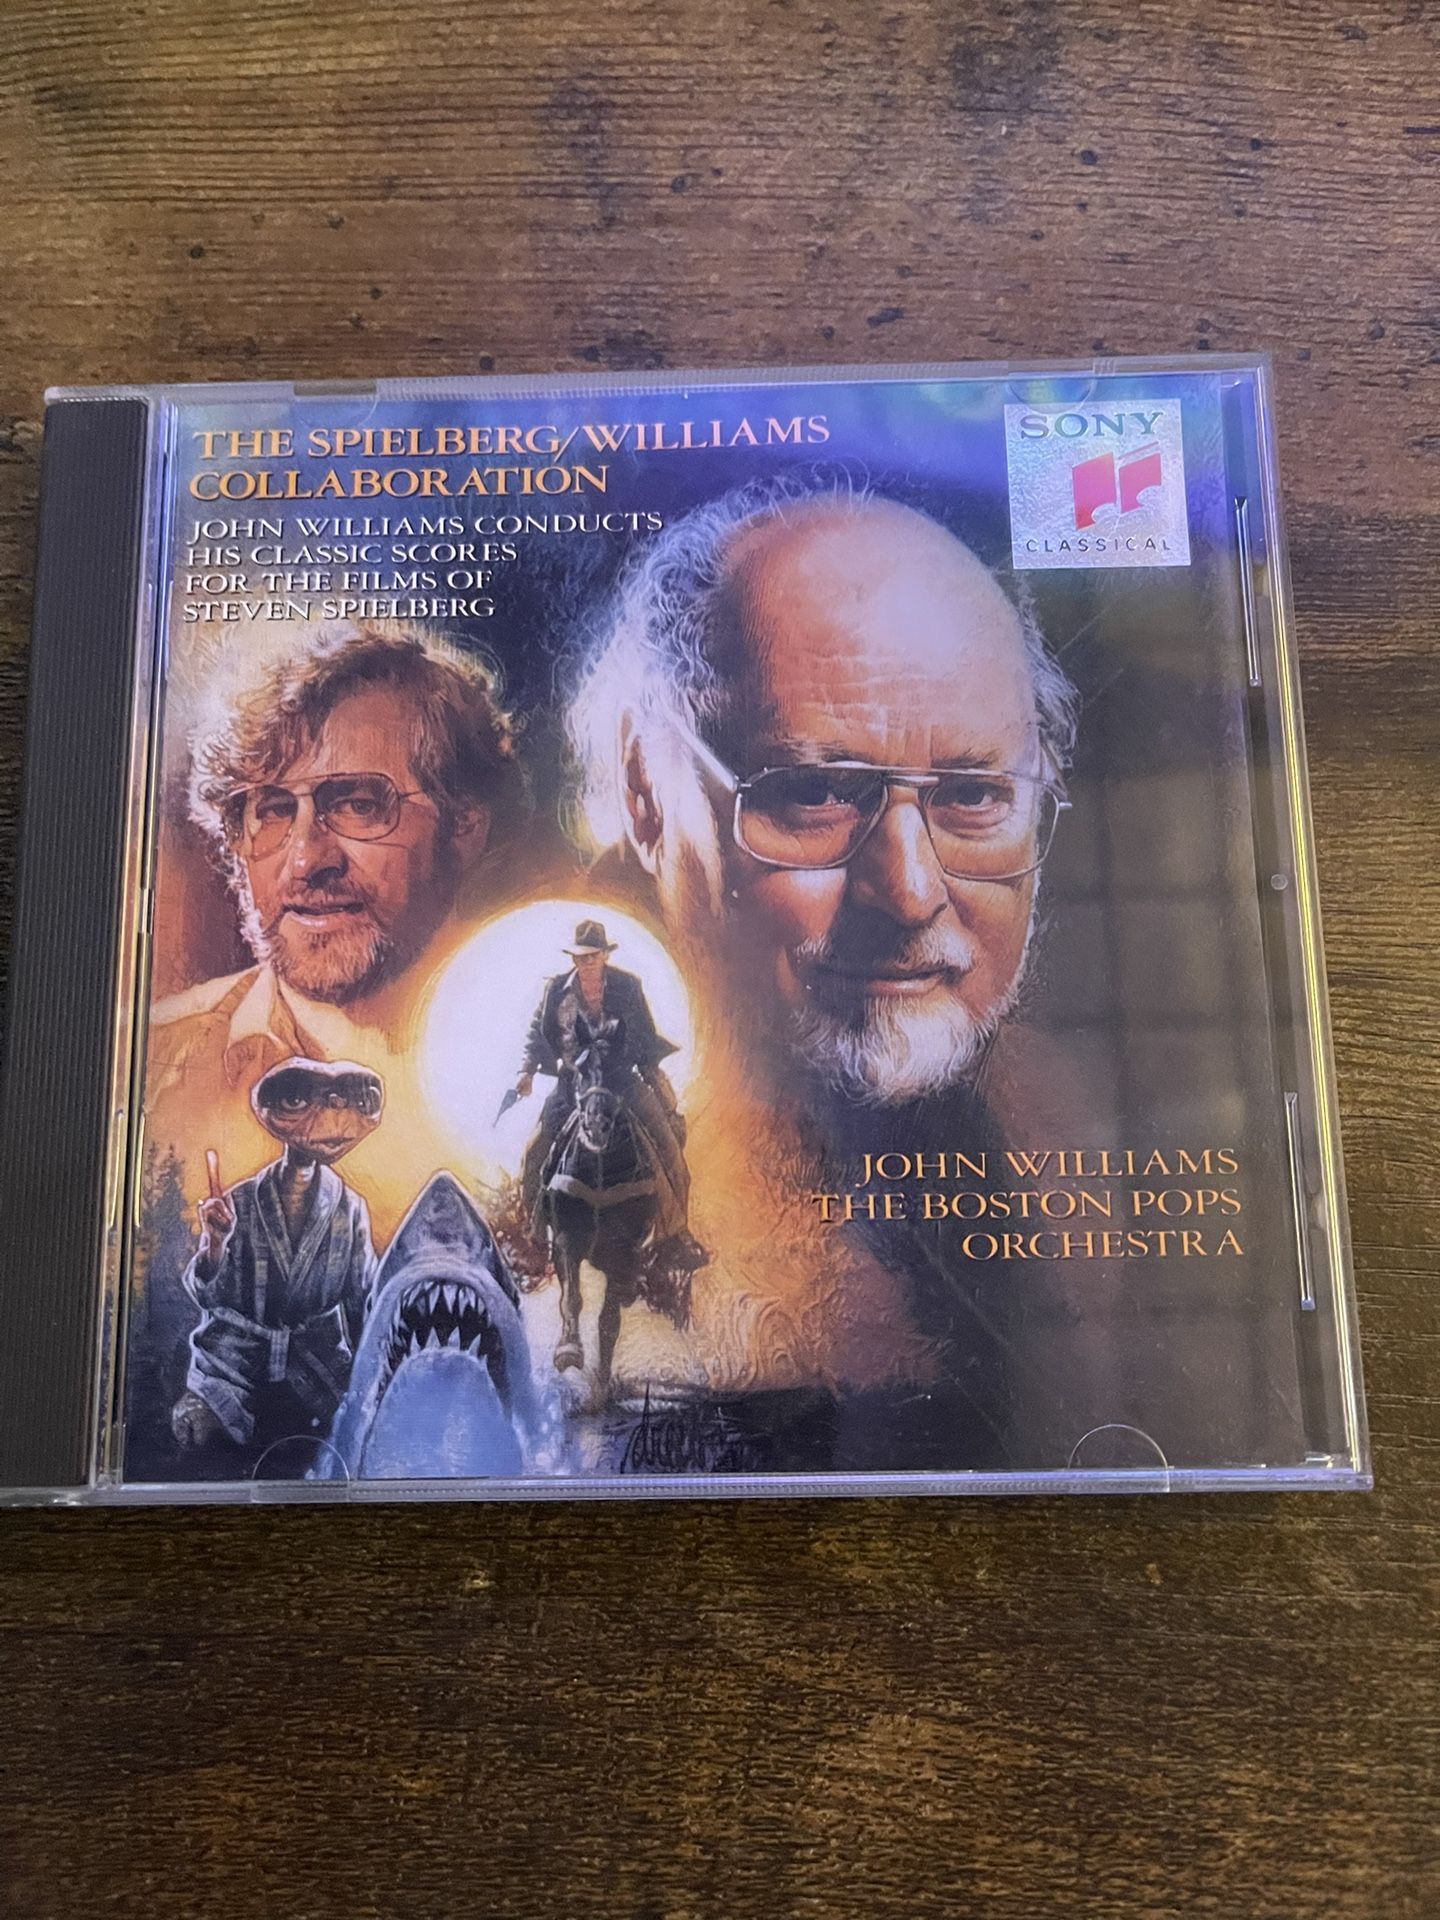 THE SPIELBERG/WILLIAMS
COLLABORATION
JOHN WILLIAMS CONDUCTS
HIS CLASSIC SCORES
FOR THE FILMS OF
STEVEN SPIELBERG
SONY
CLASSICAL
JOHN WILLIAMS
THE BOSTON POPS
ORCHESTRA